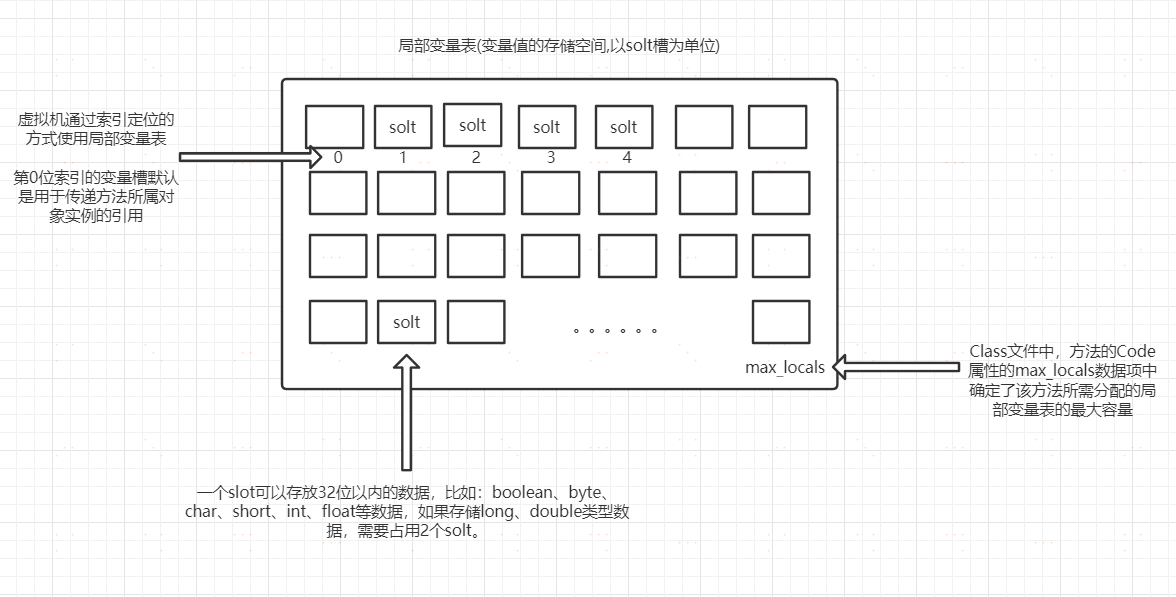 局部变量表(变量值的存储空间,以solt槽为单位)
虚拟机通过索引定位的
方式使用局部变量表
第0位索引的变量槽默认
是用于传递方法所属对
象实例的引用
solt
solt
solt
solt
0
1
2
3
4
solt
。。。。。。
max_locals
Class文件中，方法的Code
属性的max_locals数据项中
确定了该方法所需分配的局
部变量表的最大容量
一个slot可以存放32位以内的数据，比如：boolean、byte、
char、short、int、float等数据，如果存储long、double类型数
据，需要占用2个solt。